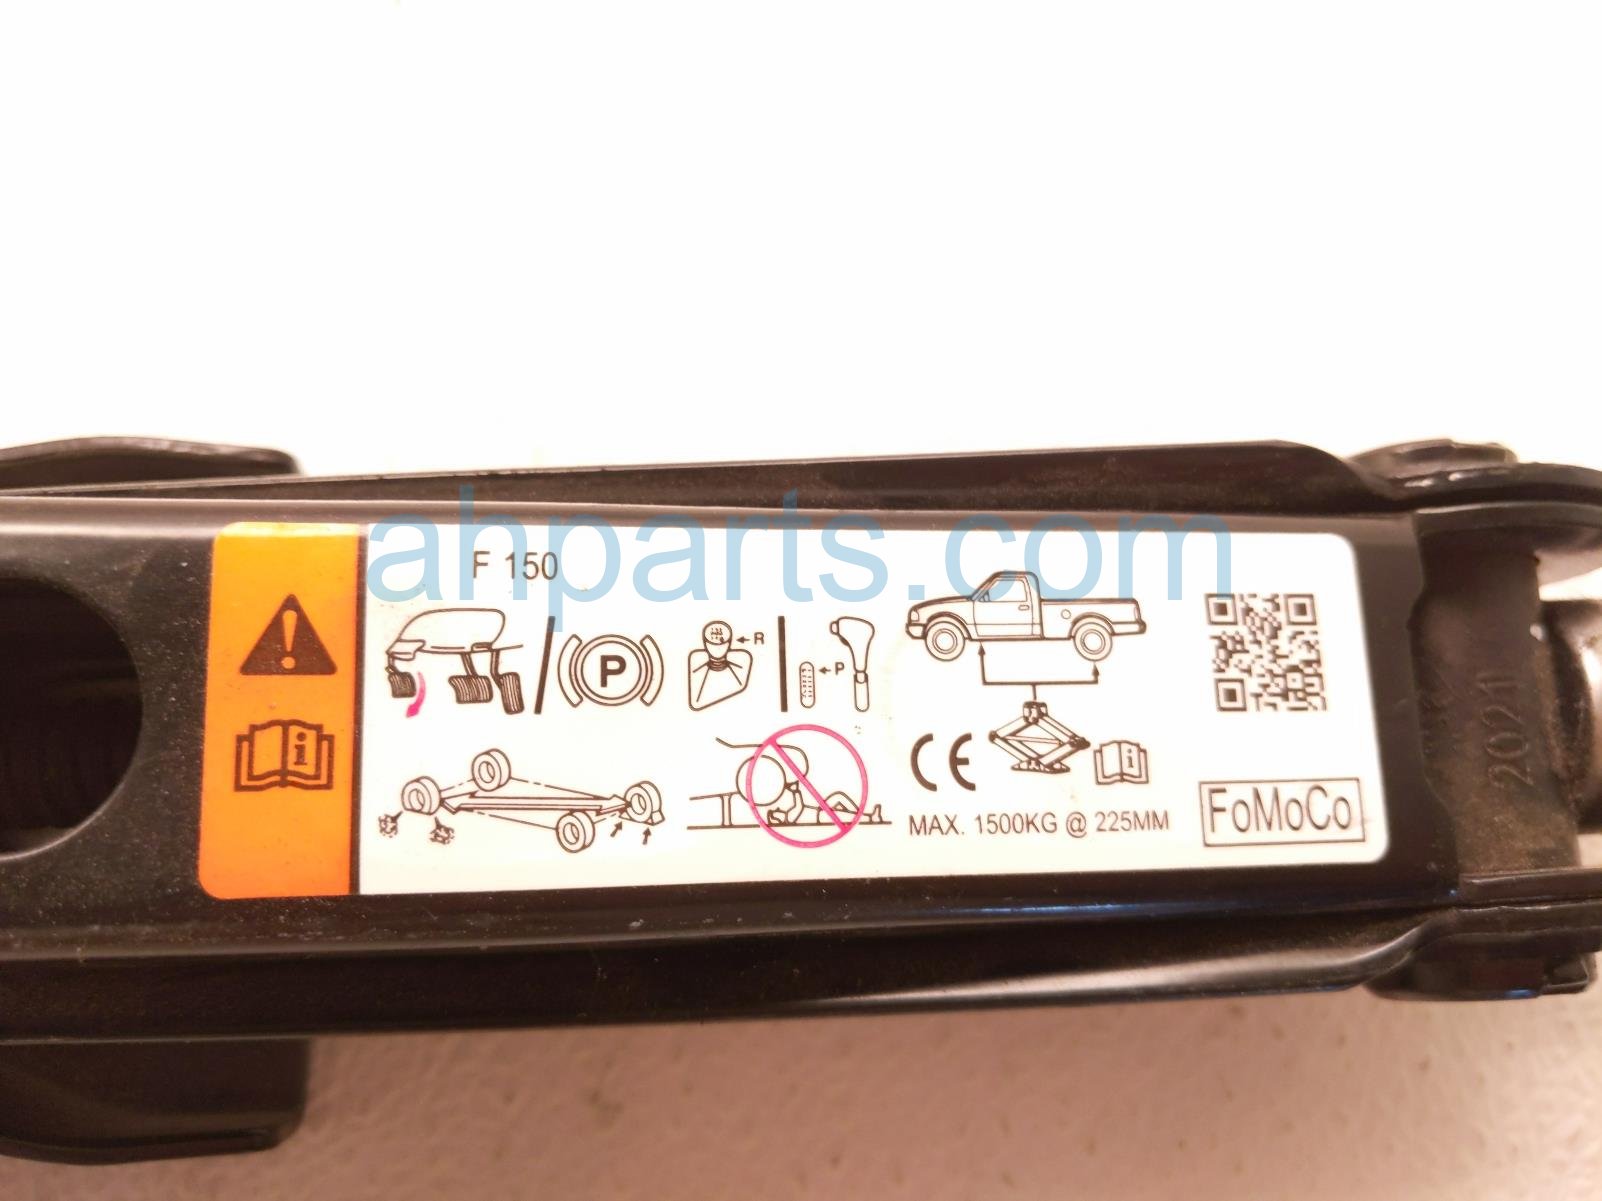 ahparts.com
F 150
P
R
P
i
CE
i
MAX. 1500KG @ 225MM
FoMoCo
2021